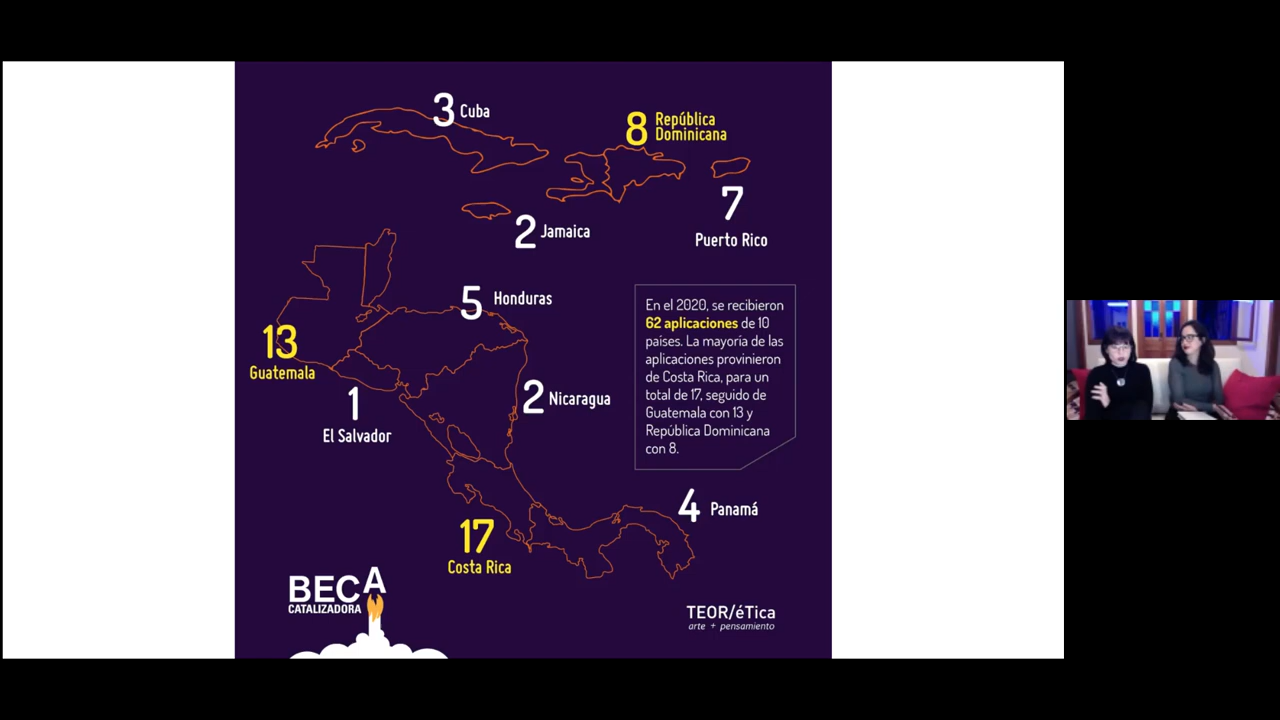 3 Cuba
8 República
Dominicana
7
Puerto Rico
2 Jamaica
5 Honduras
13
Guatemala
1
El Salvador
2 Nicaragua
En el 2020, se recibieron
62 aplicaciones de 10
países. La mayoría de las
aplicaciones provinieron
de Costa Rica, para un
total de 17, seguido de
Guatemala con 13 y
República Dominicana
con 8.
4 Panamá
17
Costa Rica
BECA
CATALIZADORA
TEOR/éTica
arte + pensamiento